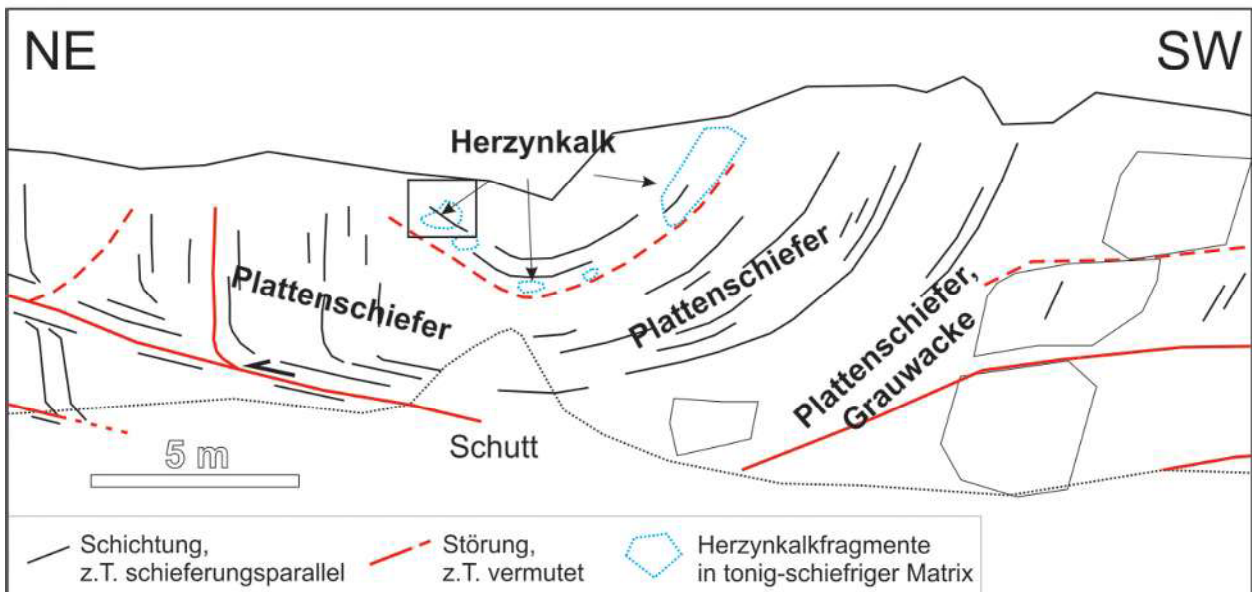 NE
SW
Herzynkalk
Plattenschiefer
Plattenschiefer
Plattenschiefer,
Grauwacke
Schutt
5 m
Schichtung,
z.T. schieferungsparallel
Störung,
z.T. vermutet
Herzynkalkfragmente
in tonig-schiefriger Matrix